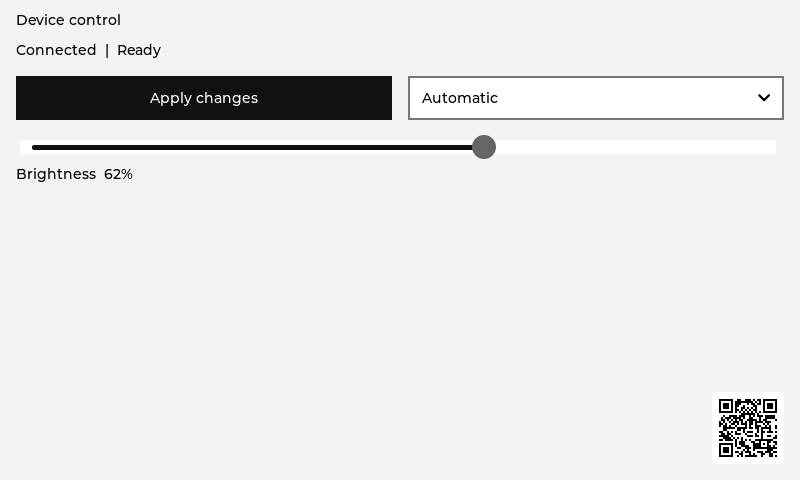 Device control
Connected | Ready
Apply changes
Automatic
Brightness 62%